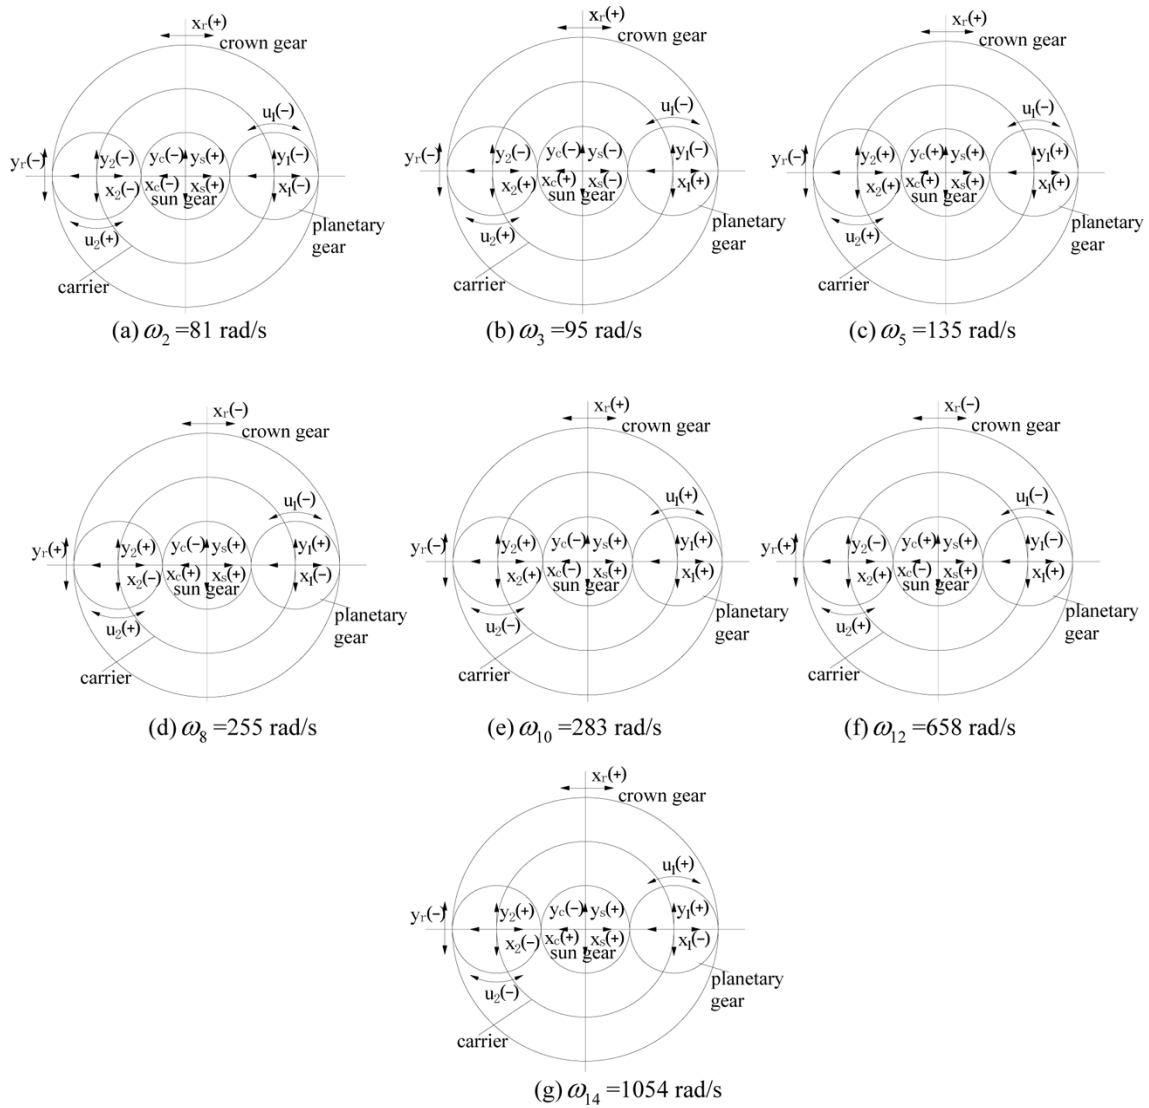 xr(+)
crown gear
u1(−)
yr(−)
y2(−)
yc(−)
ys(+)
y1(−)
x2(−)
xc(−)
xs(+)
x1(−)
sun gear
planetary
gear
u2(+)
carrier
(a) ω2 =81 rad/s
xr(+)
crown gear
u1(−)
yr(−)
y2(−)
yc(−)
ys(−)
y1(−)
x2(+)
xc(+)
xs(−)
x1(+)
sun gear
planetary
gear
u2(+)
carrier
(b) ω3 =95 rad/s
xr(+)
crown gear
u1(−)
yr(−)
y2(+)
yc(+)
ys(+)
y1(+)
x2(+)
xc(+)
xs(+)
x1(+)
sun gear
planetary
gear
u2(−)
carrier
(c) ω5 =135 rad/s
xr(−)
crown gear
u1(−)
yr(+)
y2(+)
yc(−)
ys(+)
y1(+)
x2(−)
xc(+)
xs(+)
x1(−)
sun gear
planetary
gear
u2(+)
carrier
(d) ω8 =255 rad/s
xr(+)
crown gear
u1(+)
yr(−)
y2(+)
yc(−)
ys(+)
y1(+)
x2(+)
xc(−)
xs(+)
x1(+)
sun gear
planetary
gear
u2(−)
carrier
(e) ω10 =283 rad/s
xr(−)
crown gear
u1(−)
yr(+)
y2(−)
yc(+)
ys(+)
y1(−)
x2(+)
xc(−)
xs(+)
x1(+)
sun gear
planetary
gear
u2(+)
carrier
(f) ω12 =658 rad/s
xr(+)
crown gear
u1(+)
yr(−)
y2(+)
yc(−)
ys(+)
y1(+)
x2(−)
xc(+)
xs(+)
x1(−)
sun gear
planetary
gear
u2(−)
carrier
(g) ω14 =1054 rad/s